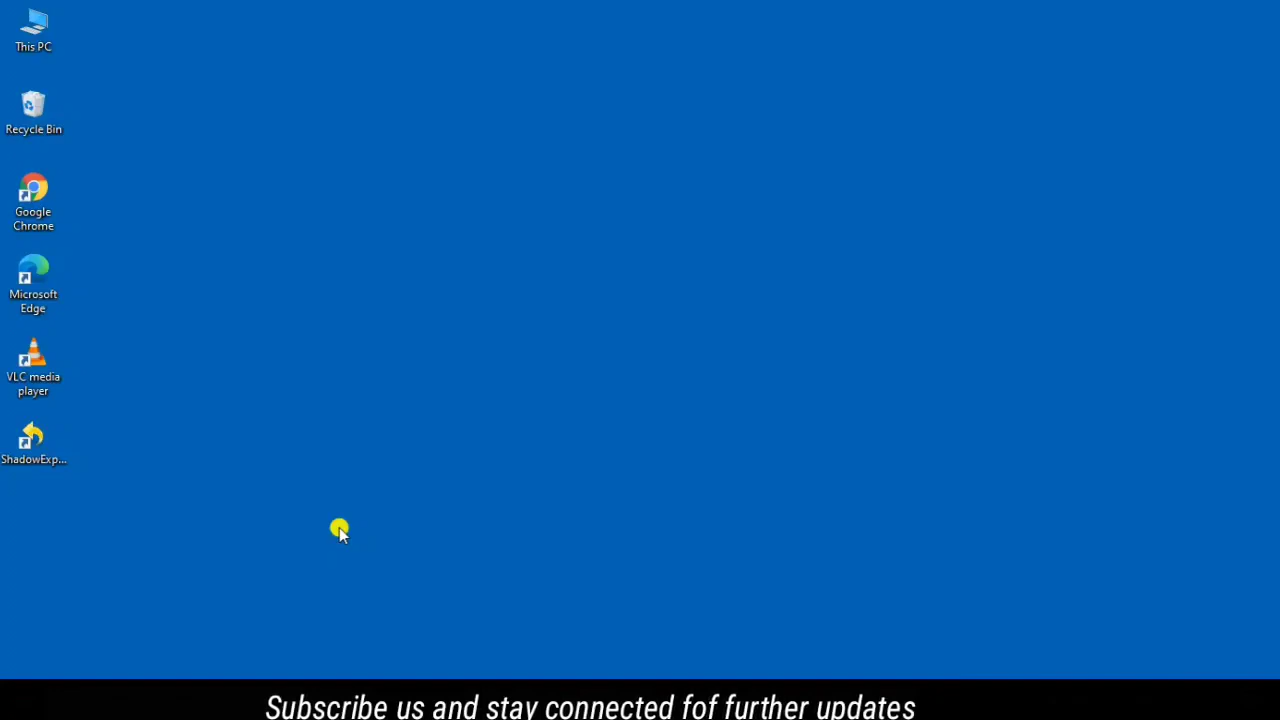 This PC
Recycle Bin
Google
Chrome
Microsoft
Edge
VLC media
player
ShadowExp...
Subscribe us and stay connected fof further updates